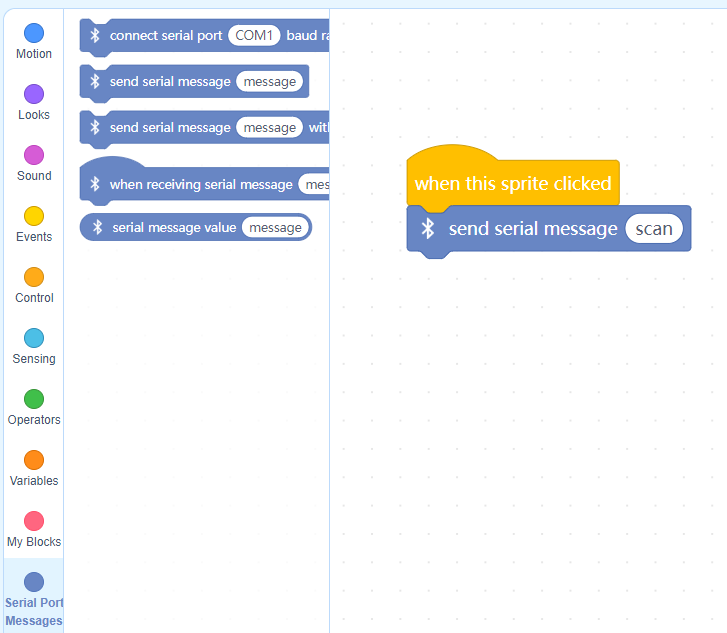 Motion
Looks
Sound
Events
Control
Sensing
Operators
Variables
My Blocks
Serial Port
Messages
connect serial port COM1 baud ra
send serial message message
send serial message message with
when receiving serial message mes
serial message value message
when this sprite clicked
send serial message scan